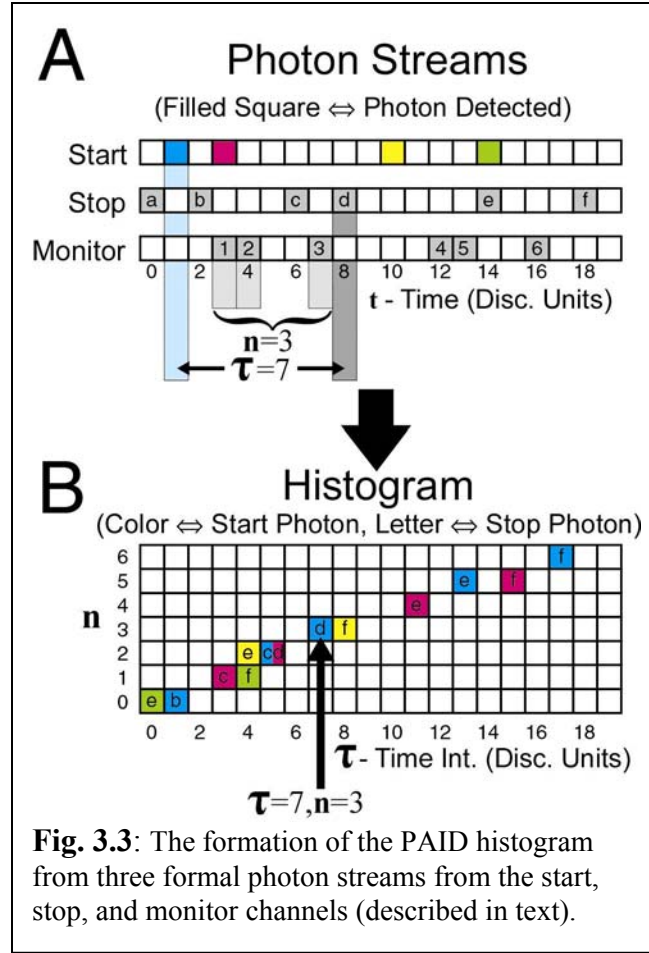 A Photon Streams
(Filled Square ⇔ Photon Detected)
Start
Stop a b c d e f
Monitor 1 2 3 4 5 6
0 2 4 6 8 10 12 14 16 18
t - Time (Disc. Units)
n=3
τ=7
B Histogram
(Color ⇔ Start Photon, Letter ⇔ Stop Photon)
6 f
5 e f
n
4 e
3 d f
2 e c d
1 c f
0 e b
0 2 4 6 8 10 12 14 16 18
τ - Time Int. (Disc. Units)
τ=7,n=3
Fig. 3.3: The formation of the PAID histogram
from three formal photon streams from the start,
stop, and monitor channels (described in text).